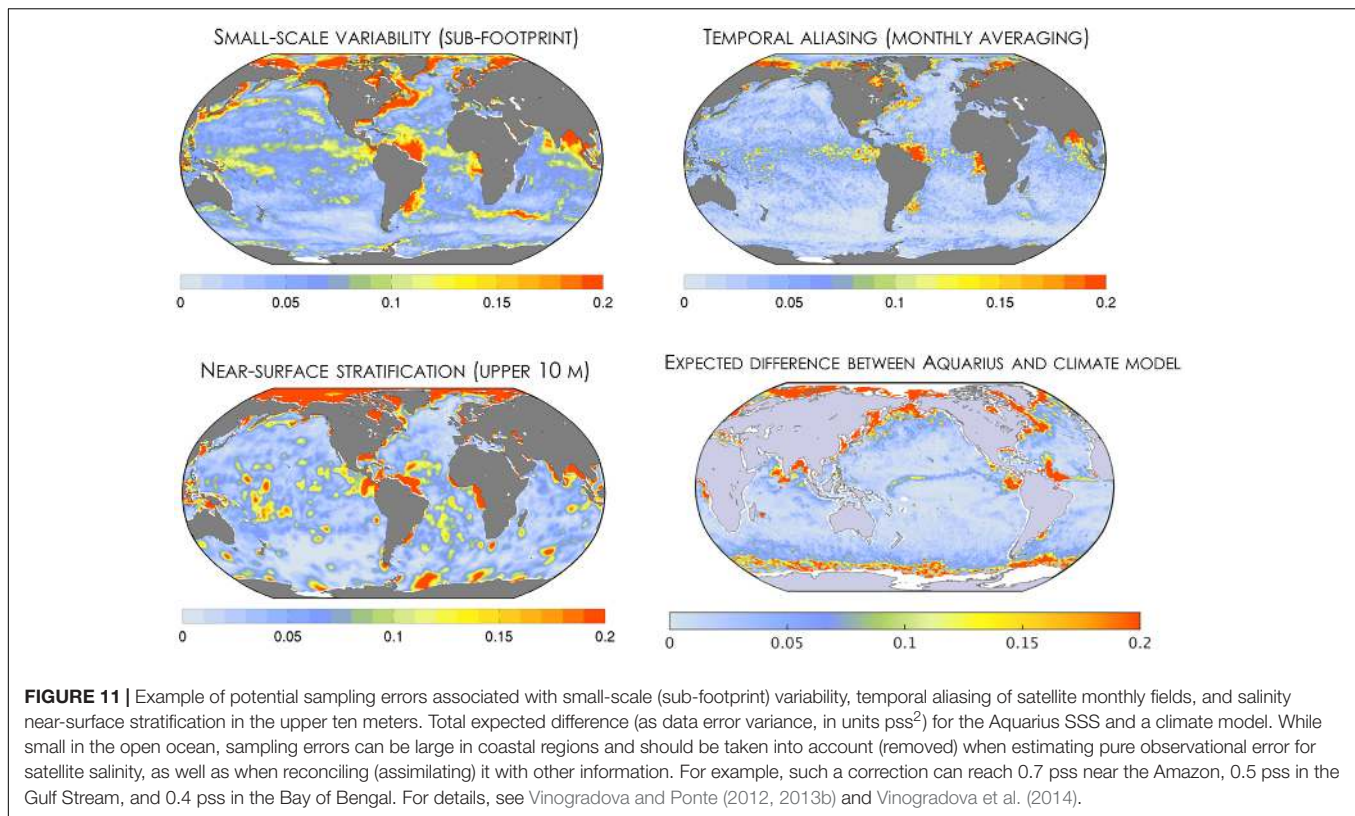 SMALL-SCALE VARIABILITY (SUB-FOOTPRINT)
TEMPORAL ALIASING (MONTHLY AVERAGING)
0 0.05 0.1 0.15 0.2
0 0.05 0.1 0.15 0.2
NEAR-SURFACE STRATIFICATION (UPPER 10 M)
EXPECTED DIFFERENCE BETWEEN AQUARIUS AND CLIMATE MODEL
0 0.05 0.1 0.15 0.2
0 0.05 0.1 0.15 0.2
FIGURE 11 | Example of potential sampling errors associated with small-scale (sub-footprint) variability, temporal aliasing of satellite monthly fields, and salinity
near-surface stratification in the upper ten meters. Total expected difference (as data error variance, in units pss²) for the Aquarius SSS and a climate model. While
small in the open ocean, sampling errors can be large in coastal regions and should be taken into account (removed) when estimating pure observational error for
satellite salinity, as well as when reconciling (assimilating) it with other information. For example, such a correction can reach 0.7 pss near the Amazon, 0.5 pss in the
Gulf Stream, and 0.4 pss in the Bay of Bengal. For details, see Vinogradova and Ponte (2012, 2013b) and Vinogradova et al. (2014).